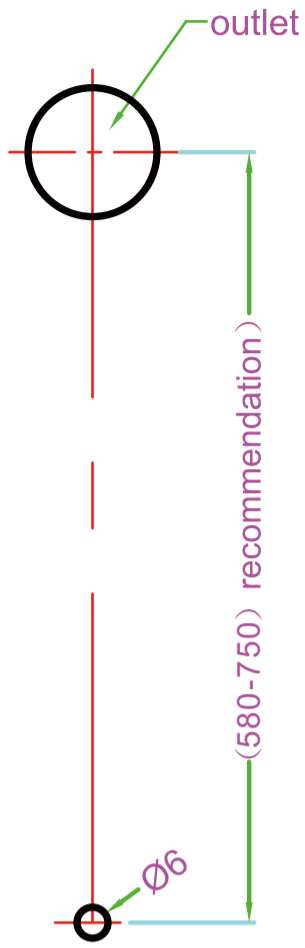 outlet
（580-750） recommendation）
Ø6